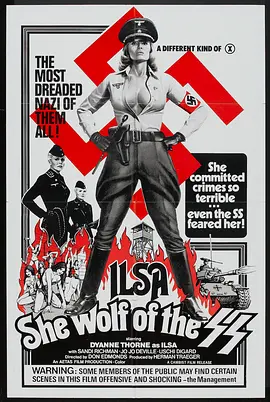 A DIFFERENT KIND OF X
THE
MOST
DREADED
NAZI OF
THEM
ALL!
She
committed
crimes so
terrible
...
even the SS
feared her!
ILSA
She Wolf of the SS
starring
DYANNE THORNE as ILSA
with SANDI RICHMAN · JO JO DEVILLE · USCHI DIGARD
Directed by DON EDMONDS · Produced by HERMAN TRAEGER
An AETAS FILM PRODUCTION · Color
A CAMBIST FILM RELEASE
WARNING: SOME MEMBERS OF THE PUBLIC MAY FIND CERTAIN
SCENES IN THIS FILM OFFENSIVE AND SHOCKING – the Management